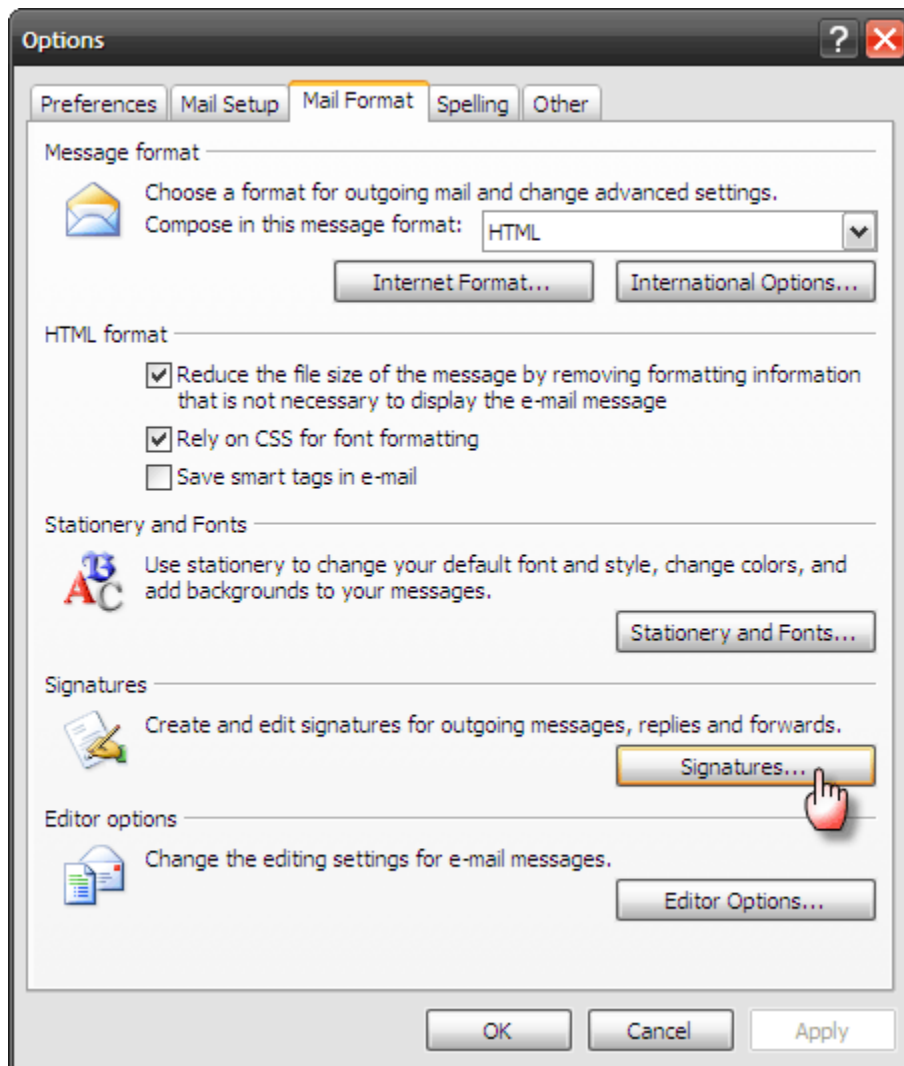 Options
?
Preferences Mail Setup Mail Format Spelling Other
Message format
Choose a format for outgoing mail and change advanced settings.
Compose in this message format: HTML
Internet Format... International Options...
HTML format
Reduce the file size of the message by removing formatting information
that is not necessary to display the e-mail message
Rely on CSS for font formatting
Save smart tags in e-mail
Stationery and Fonts
Use stationery to change your default font and style, change colors, and
add backgrounds to your messages.
Stationery and Fonts...
Signatures
Create and edit signatures for outgoing messages, replies and forwards.
Signatures...
Editor options
Change the editing settings for e-mail messages.
Editor Options...
OK Cancel Apply